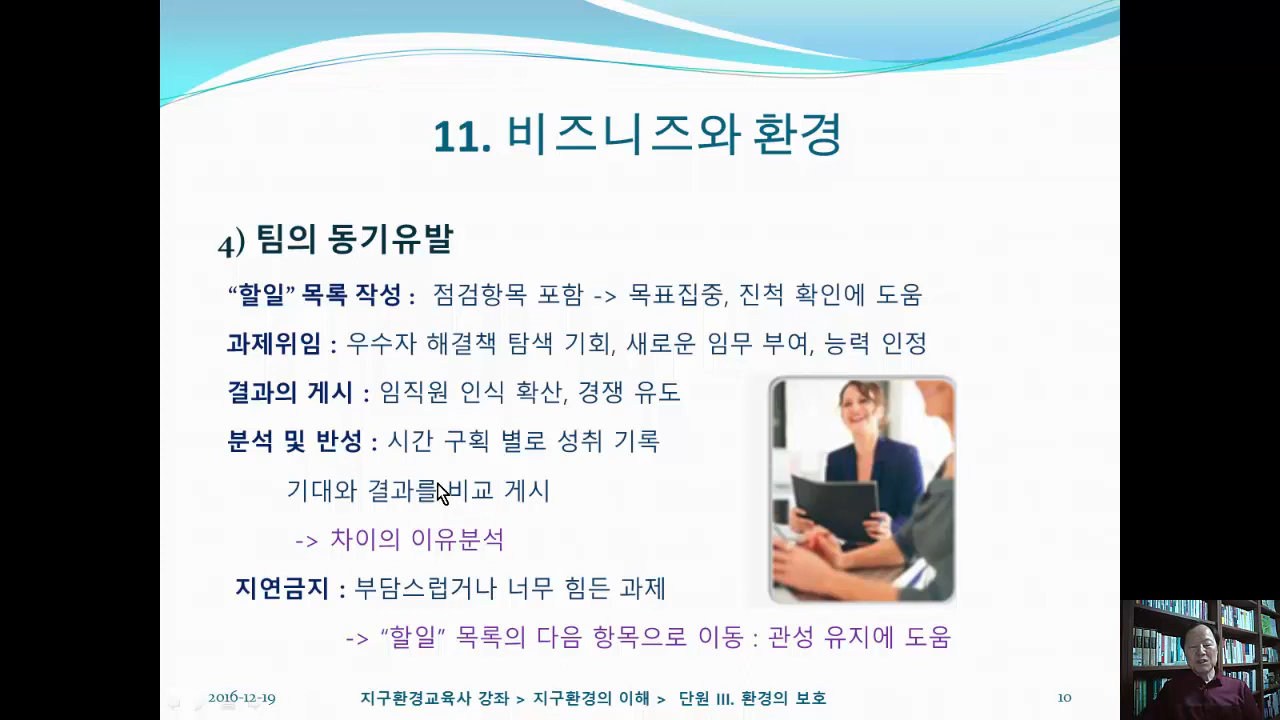 11. 비즈니즈와 환경
4) 팀의 동기유발
“할일” 목록 작성 : 점검항목 포함 -> 목표집중, 진척 확인에 도움
과제위임 : 우수자 해결책 탐색 기회, 새로운 임무 부여, 능력 인정
결과의 게시 : 임직원 인식 확산, 경쟁 유도
분석 및 반성 : 시간 구획 별로 성취 기록
기대와 결과를 비교 게시
-> 차이의 이유분석
지연금지 : 부담스럽거나 너무 힘든 과제
-> “할일” 목록의 다음 항목으로 이동 : 관성 유지에 도움
2016-12-19 지구환경교육사 강좌 > 지구환경의 이해 > 단원 III. 환경의 보호 10